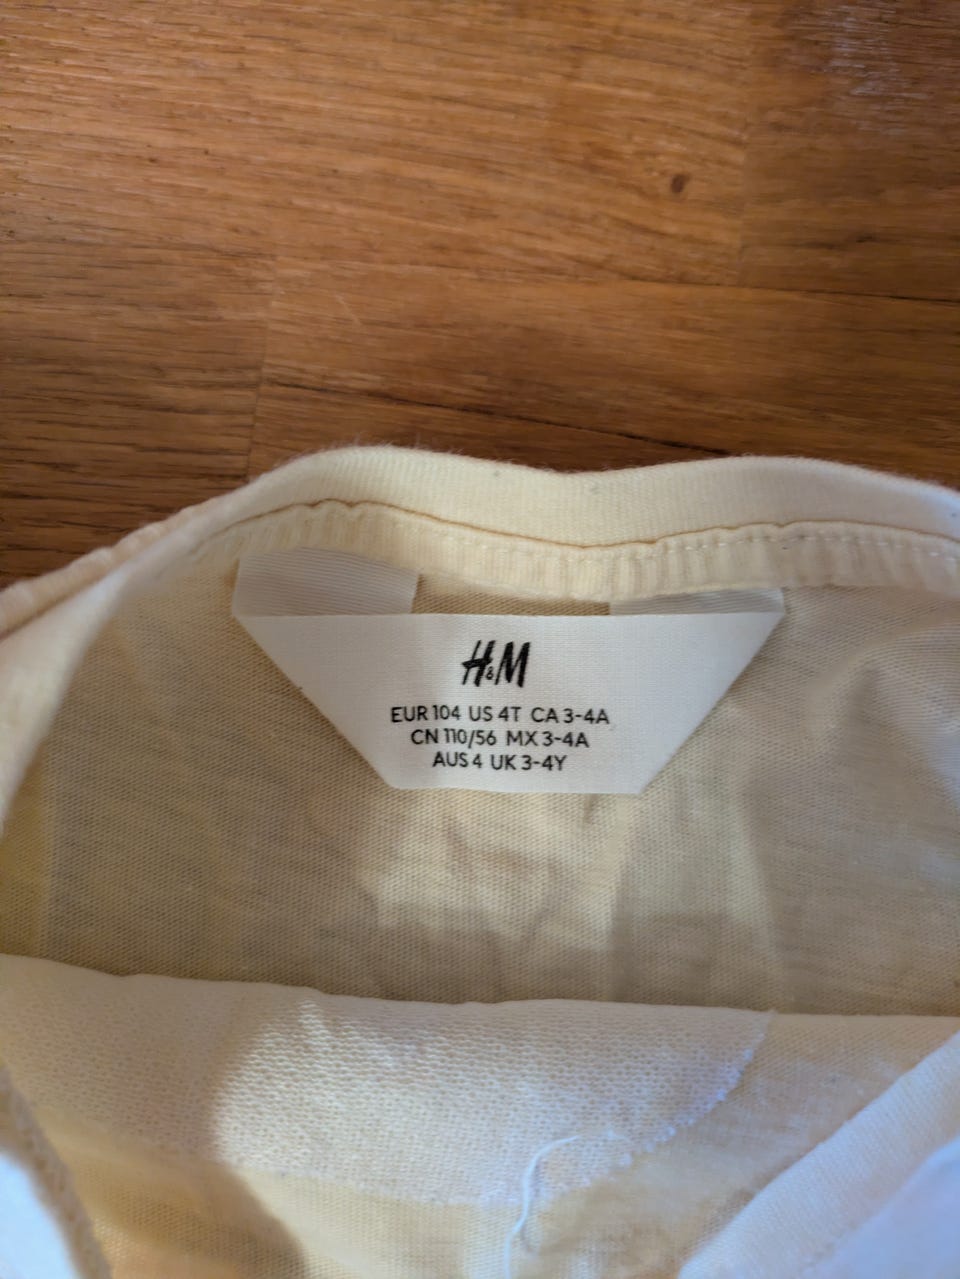 H&M
EUR 104 US 4T CA 3-4A
CN 110/56 MX 3-4A
AUS 4 UK 3-4Y